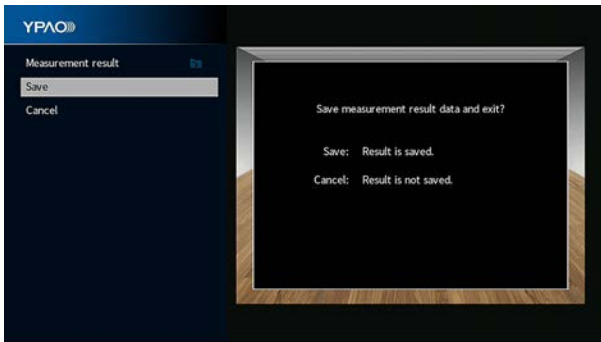 YPAO
Measurement result
Save
Cancel
Save measurement result data and exit?
Save: Result is saved.
Cancel: Result is not saved.